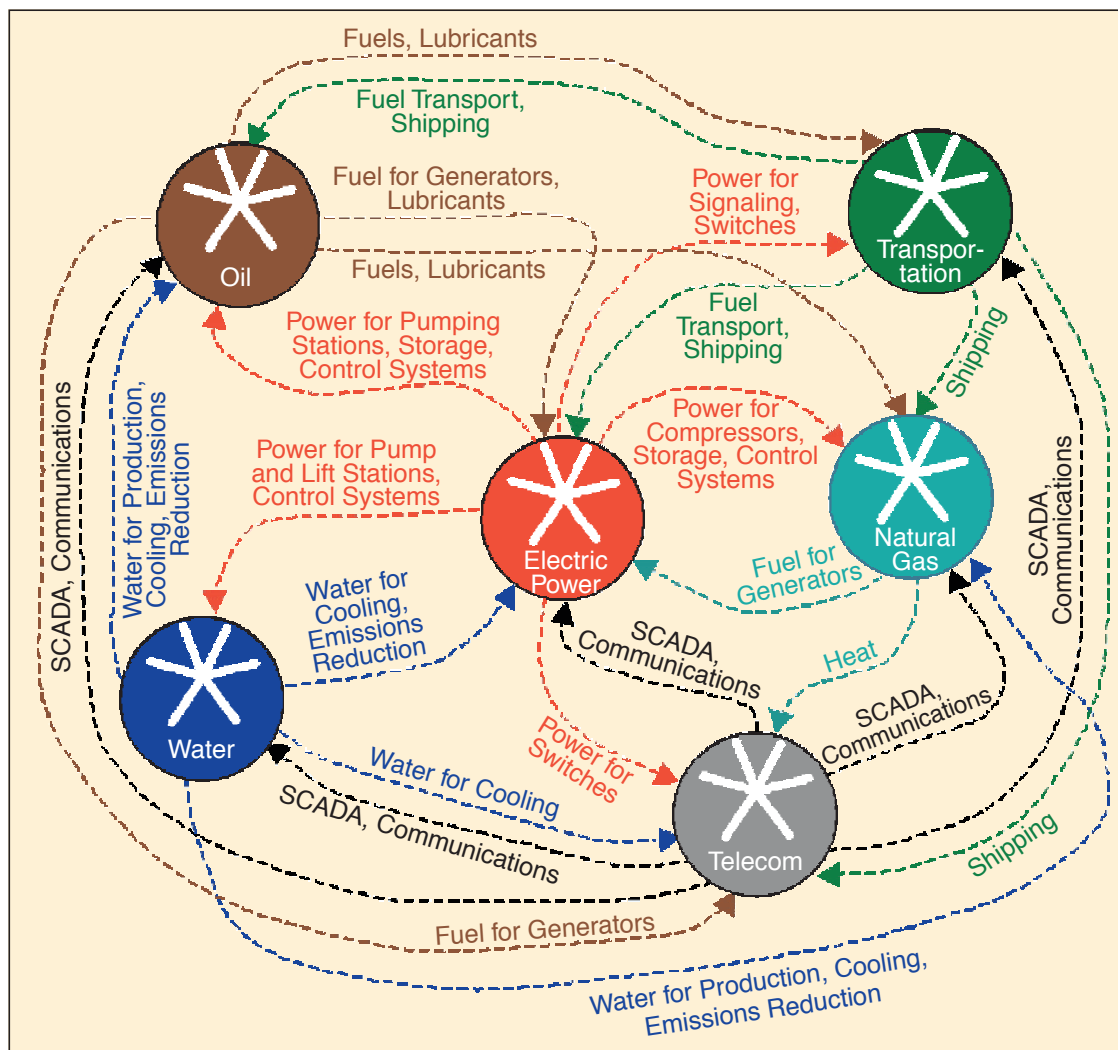 Fuels, Lubricants
Fuel Transport,
Shipping
Fuel for Generators,
Lubricants
Power for
Signaling,
Switches
Oil
Fuels, Lubricants
Transpor-
tation
Power for Pumping
Stations, Storage,
Control Systems
Fuel
Transport,
Shipping
Shipping
Power for Pump
and Lift Stations,
Control Systems
Power for
Compressors,
Storage, Control
Systems
SCADA, Communications
Water for Production,
Cooling, Emissions
Reduction
Electric
Power
Natural
Gas
SCADA,
Communications
Water for
Cooling,
Emissions
Reduction
Fuel for
Generators
SCADA,
Communications
Heat
SCADA,
Communications
Water
Power for
Switches
Water for Cooling
SCADA, Communications
Telecom
Shipping
Fuel for Generators
Water for Production, Cooling,
Emissions Reduction